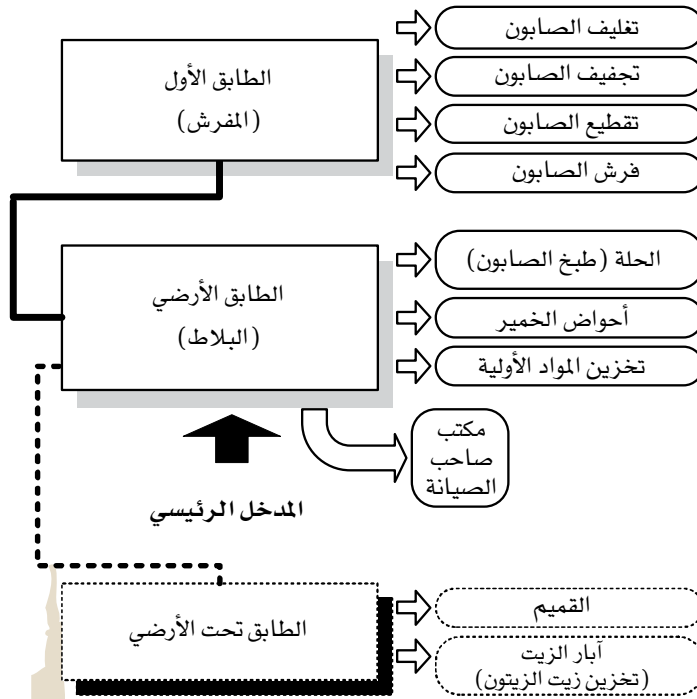 الطابق الأول
(المفرش)
تغليف الصابون
تجفيف الصابون
تقطيع الصابون
فرش الصابون
الطابق الأرضي
(البلاط)
الحلة (طبخ الصابون)
أحواض الخمير
تخزين المواد الأولية
مكتب
صاحب
الصيانة
المدخل الرئيسي
الطابق تحت الأرضي
القميم
آبار الزيت
(تخزين زيت الزيتون)